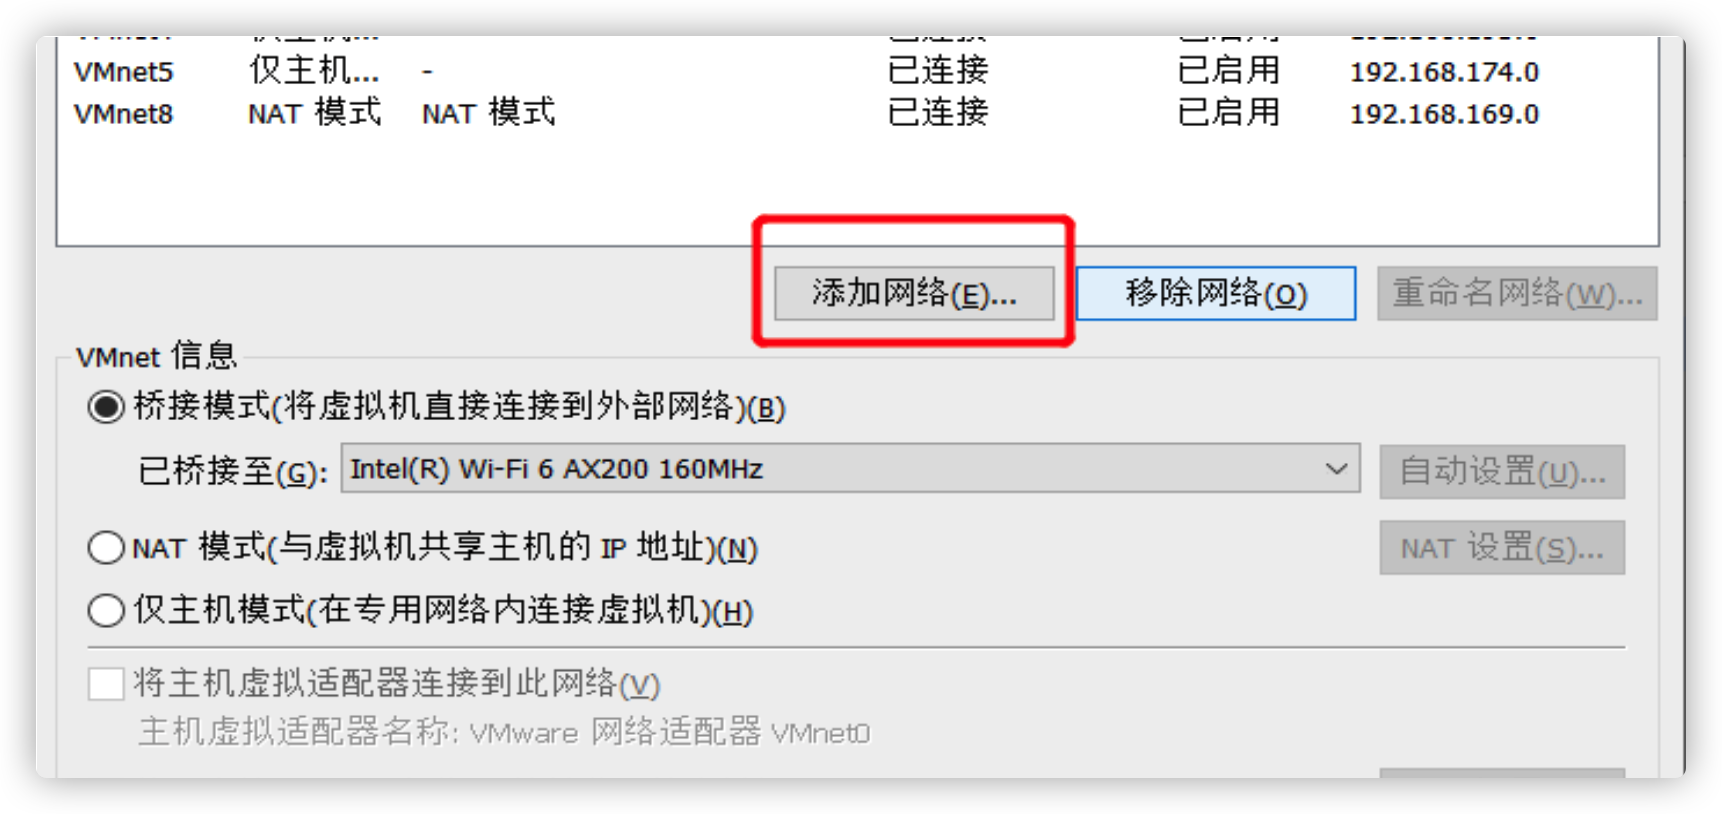 VMnet5 仅主机... - 已连接 已启用 192.168.174.0
VMnet8 NAT 模式 NAT 模式 已连接 已启用 192.168.169.0
添加网络(E)... 移除网络(O) 重命名网络(W)...
VMnet 信息
桥接模式(将虚拟机直接连接到外部网络)(B)
已桥接至(G): Intel(R) Wi-Fi 6 AX200 160MHz 自动设置(U)...
NAT 模式(与虚拟机共享主机的 IP 地址)(N) NAT 设置(S)...
仅主机模式(在专用网络内连接虚拟机)(H)
将主机虚拟适配器连接到此网络(V)
主机虚拟适配器名称: VMware 网络适配器 VMnet0